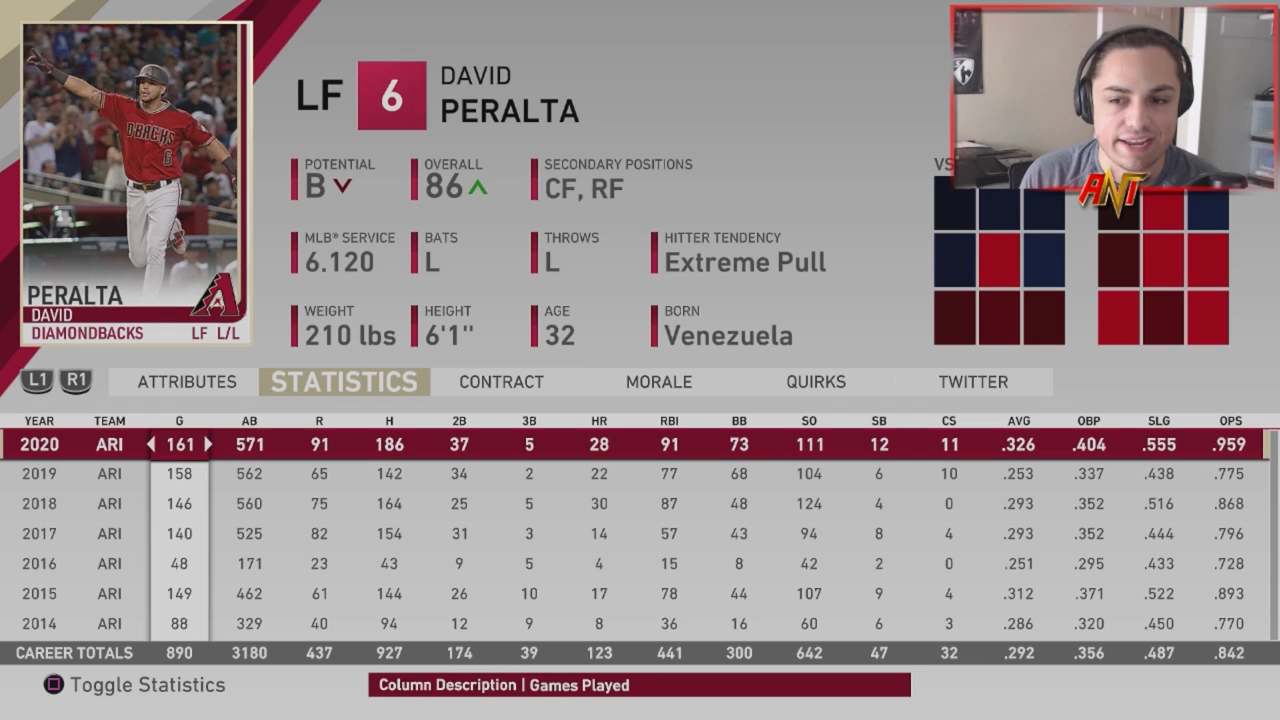 LF 6 DAVID PERALTA
D'BACKS
6
PERALTA
DAVID
DIAMONDBACKS LF L/L
POTENTIAL OVERALL SECONDARY POSITIONS
B 86 CF, RF
MLB® SERVICE BATS THROWS HITTER TENDENCY
6.120 L L Extreme Pull
WEIGHT HEIGHT AGE BORN
210 lbs 6'1" 32 Venezuela
VS
ANT
L1 R1 ATTRIBUTES STATISTICS CONTRACT MORALE QUIRKS TWITTER
YEAR TEAM G AB R H 2B 3B HR RBI BB SO SB CS AVG OBP SLG OPS
2020 ARI 161 571 91 186 37 5 28 91 73 111 12 11 .326 .404 .555 .959
2019 ARI 158 562 65 142 34 2 22 77 68 104 6 10 .253 .337 .438 .775
2018 ARI 146 560 75 164 25 5 30 87 48 124 4 0 .293 .352 .516 .868
2017 ARI 140 525 82 154 31 3 14 57 43 94 8 4 .293 .352 .444 .796
2016 ARI 48 171 23 43 9 5 4 15 8 42 2 0 .251 .295 .433 .728
2015 ARI 149 462 61 144 26 10 17 78 44 107 9 4 .312 .371 .522 .893
2014 ARI 88 329 40 94 12 9 8 36 16 60 6 3 .286 .320 .450 .770
CAREER TOTALS 890 3180 437 927 174 39 123 441 300 642 47 32 .292 .356 .487 .842
Toggle Statistics Column Description | Games Played